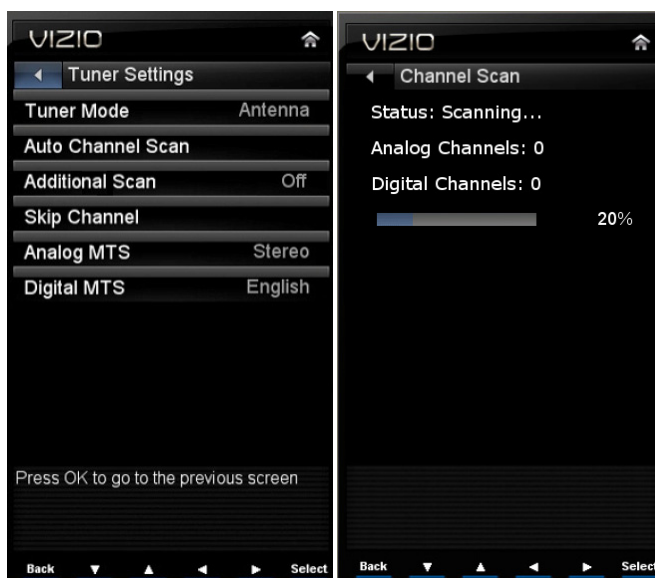 VIZIO
Tuner Settings
Tuner Mode Antenna
Auto Channel Scan
Additional Scan Off
Skip Channel
Analog MTS Stereo
Digital MTS English
Press OK to go to the previous screen
Back Select
VIZIO
Channel Scan
Status: Scanning...
Analog Channels: 0
Digital Channels: 0
20%
Back Select